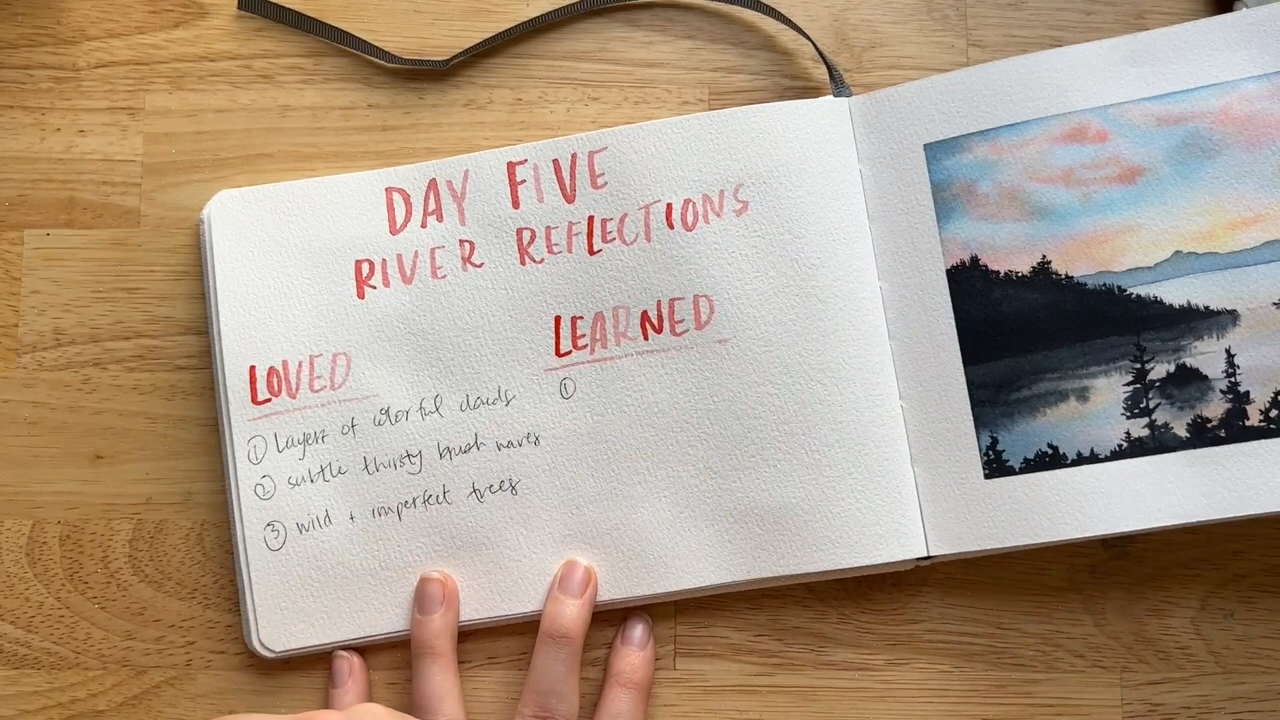 DAY FIVE
RIVER REFLECTIONS
LOVED
① Layers of colorful clouds
② subtle thirsty brush waves
③ wild + imperfect trees
LEARNED
①